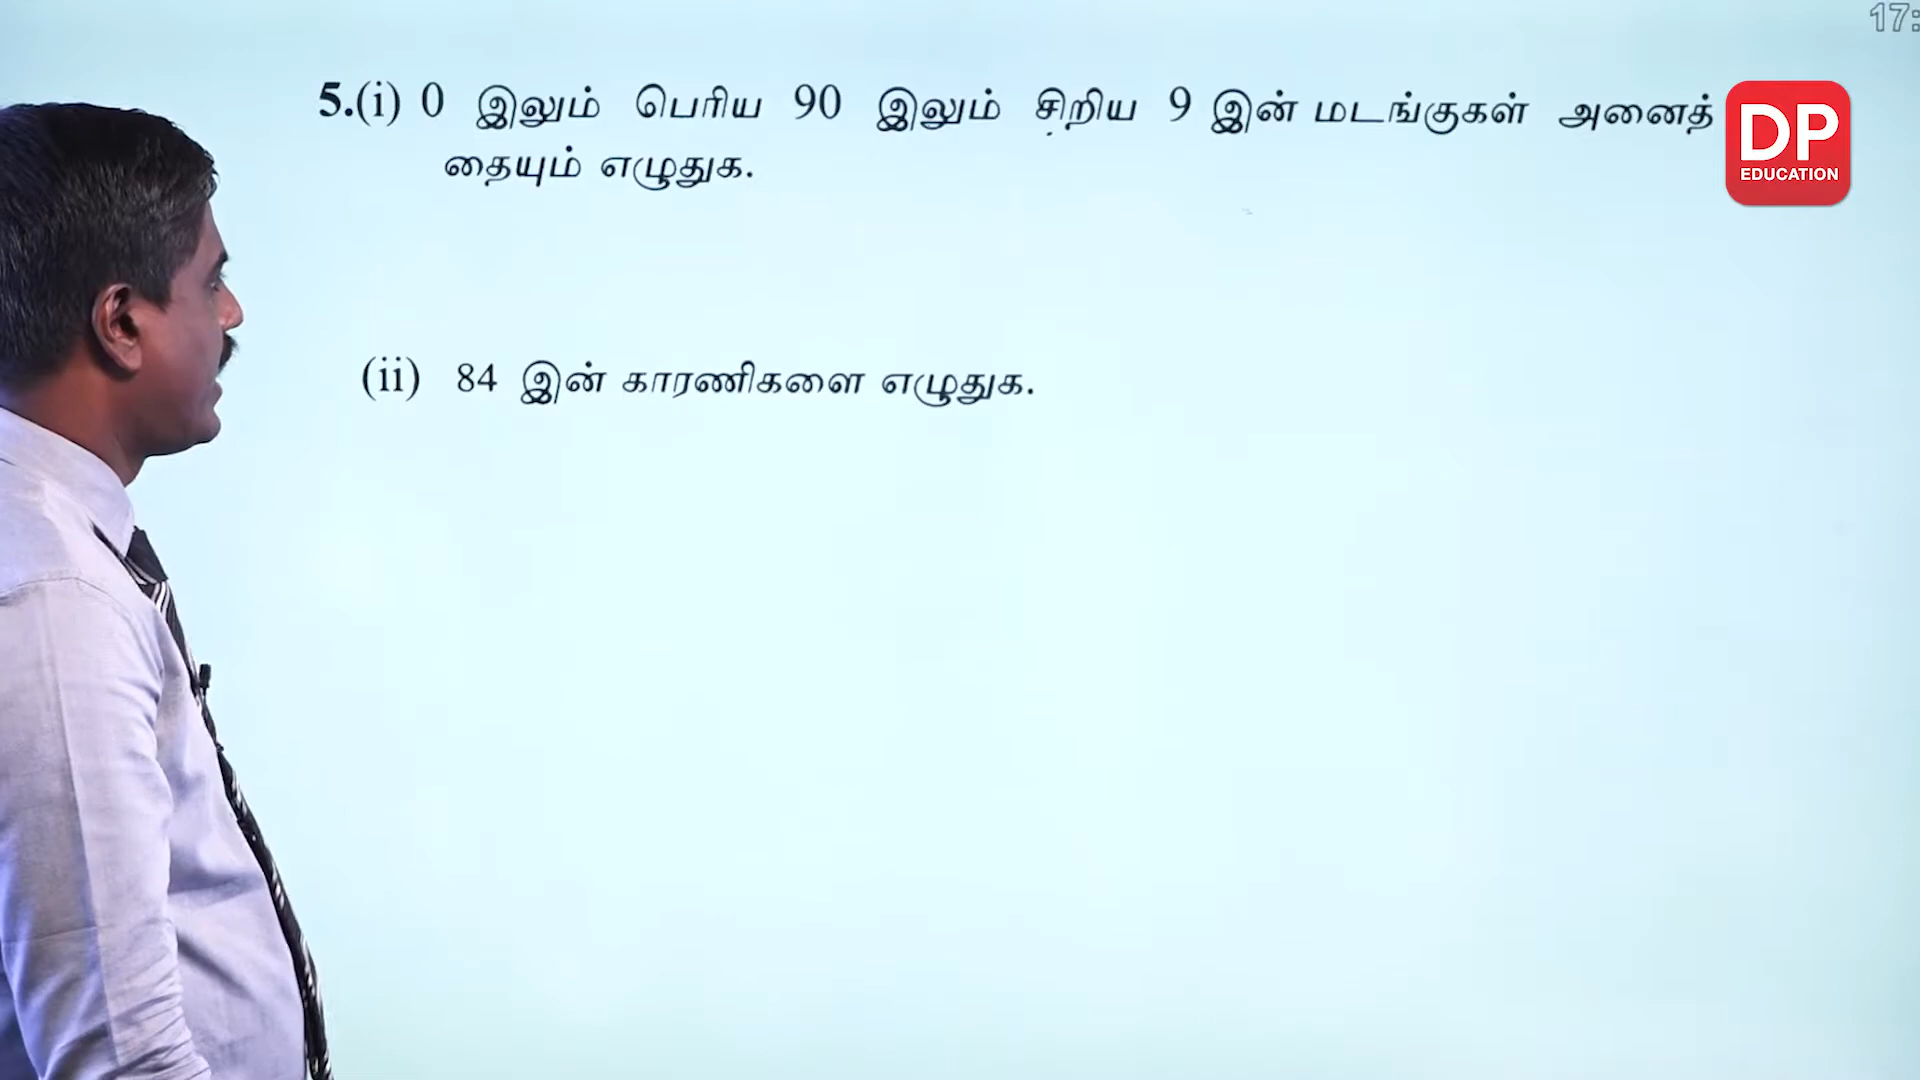 17:
5.(i) 0 இலும் பெரிய 90 இலும் சிறிய 9 இன் மடங்குகள் அனைத்
தையும் எழுதுக.
DP
EDUCATION
(ii) 84 இன் காரணிகளை எழுதுக.